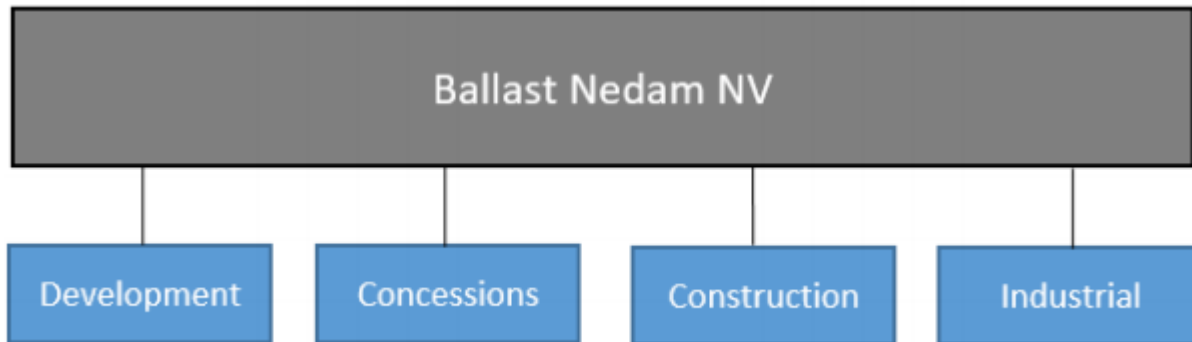 Ballast Nedam NV
Development
Concessions
Construction
Industrial